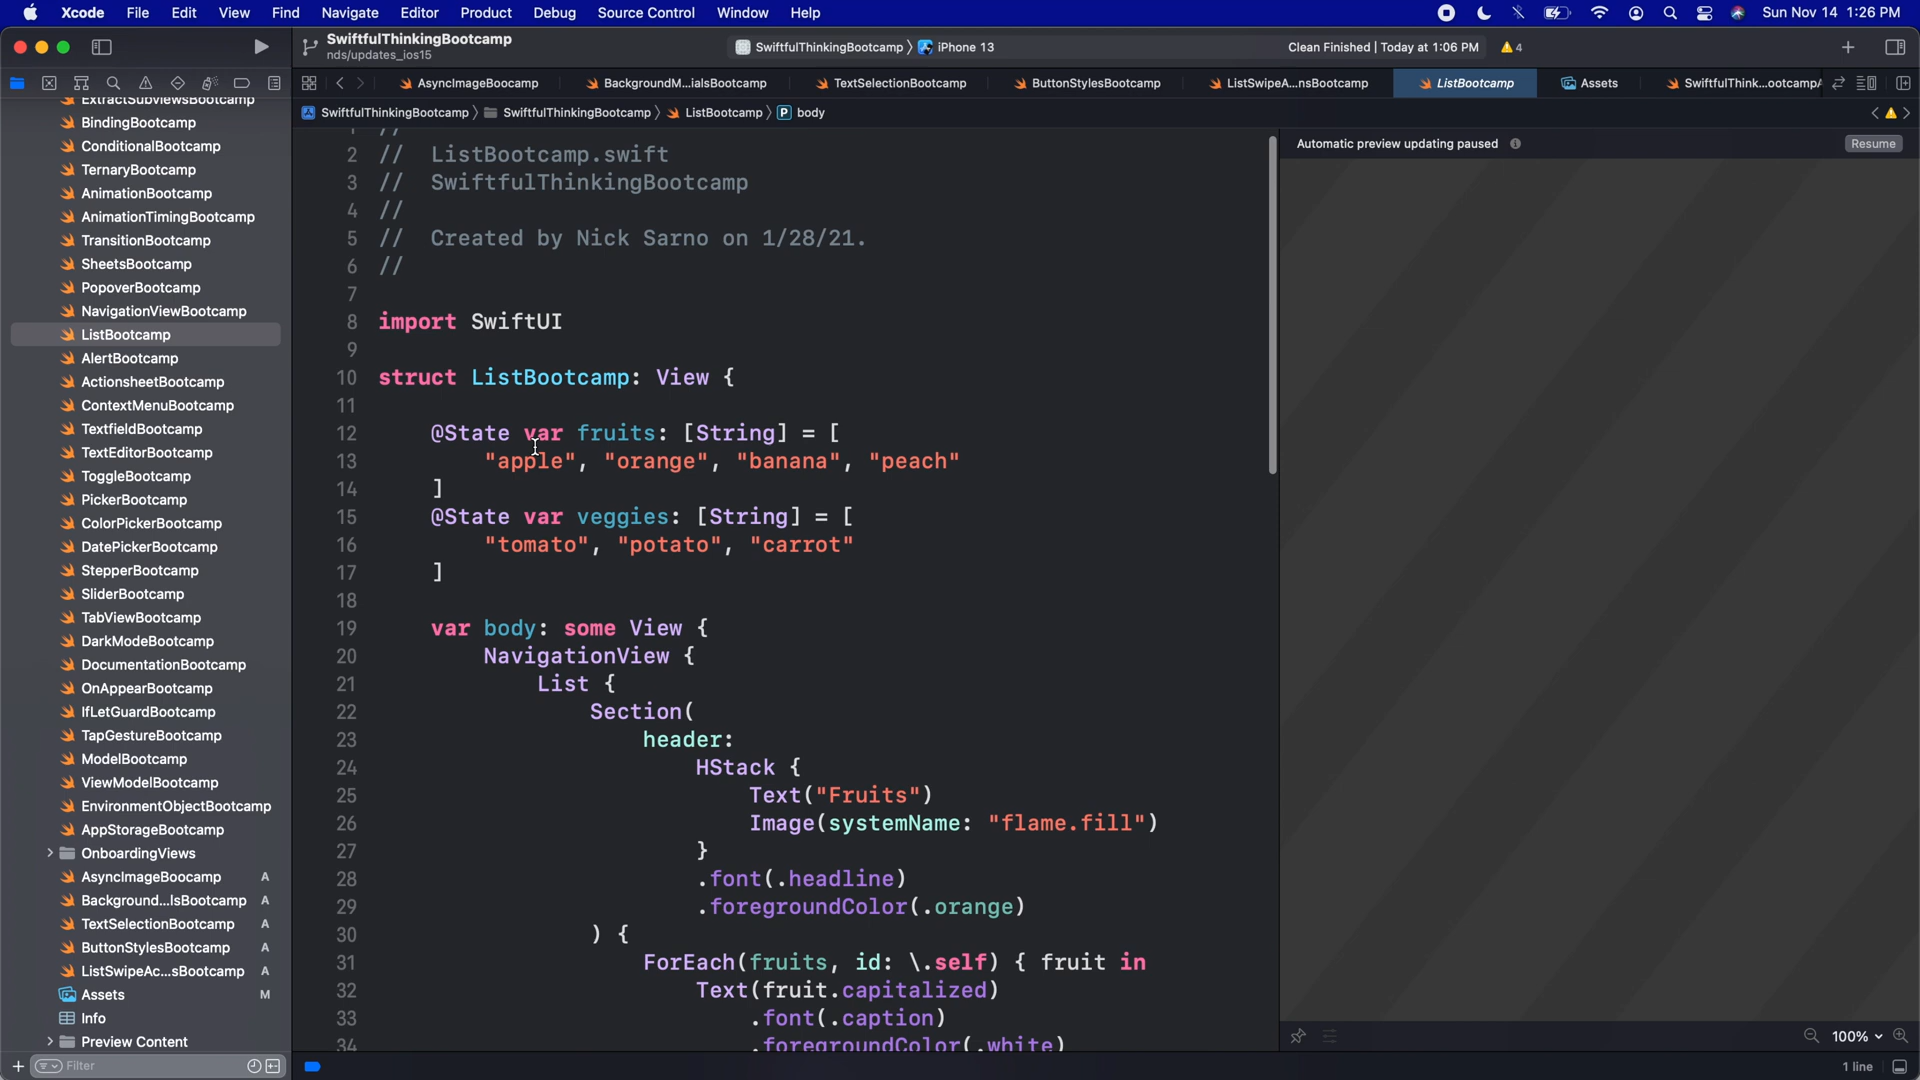 Xcode File Edit View Find Navigate Editor Product Debug Source Control Window Help Sun Nov 14 1:26 PM
SwiftfulThinkingBootcamp
nds/updates_ios15
SwiftfulThinkingBootcamp iPhone 13 Clean Finished | Today at 1:06 PM 4
AsyncImageBoocamp BackgroundM...ialsBootcamp TextSelectionBootcamp ButtonStylesBootcamp ListSwipeA...nsBootcamp ListBootcamp Assets SwiftfulThink...ootcampA
SwiftfulThinkingBootcamp SwiftfulThinkingBootcamp ListBootcamp P body
Automatic preview updating paused Resume
ExtractSubviewsBootcamp
BindingBootcamp
ConditionalBootcamp
TernaryBootcamp
AnimationBootcamp
AnimationTimingBootcamp
TransitionBootcamp
SheetsBootcamp
PopoverBootcamp
NavigationViewBootcamp
ListBootcamp
AlertBootcamp
ActionsheetBootcamp
ContextMenuBootcamp
TextfieldBootcamp
TextEditorBootcamp
ToggleBootcamp
PickerBootcamp
ColorPickerBootcamp
DatePickerBootcamp
StepperBootcamp
SliderBootcamp
TabViewBootcamp
DarkModeBootcamp
DocumentationBootcamp
OnAppearBootcamp
IfLetGuardBootcamp
TapGestureBootcamp
ModelBootcamp
ViewModelBootcamp
EnvironmentObjectBootcamp
AppStorageBootcamp
OnboardingViews
AsyncImageBoocamp A
Background...lsBootcamp A
TextSelectionBootcamp A
ButtonStylesBootcamp A
ListSwipeAc...sBootcamp A
Assets M
Info
Preview Content
Filter
1 //
2 // ListBootcamp.swift
3 // SwiftfulThinkingBootcamp
4 //
5 // Created by Nick Sarno on 1/28/21.
6 //
7
8 import SwiftUI
9
10 struct ListBootcamp: View {
11
12 @State var fruits: [String] = [
13 "apple", "orange", "banana", "peach"
14 ]
15 @State var veggies: [String] = [
16 "tomato", "potato", "carrot"
17 ]
18
19 var body: some View {
20 NavigationView {
21 List {
22 Section(
23 header:
24 HStack {
25 Text("Fruits")
26 Image(systemName: "flame.fill")
27 }
28 .font(.headline)
29 .foregroundColor(.orange)
30 ) {
31 ForEach(fruits, id: \.self) { fruit in
32 Text(fruit.capitalized)
33 .font(.caption)
34 .foregroundColor(.white)
100%
1 line